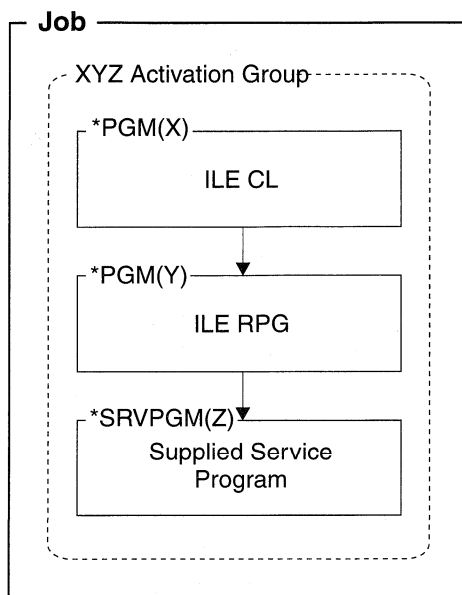 Job
XYZ Activation Group
*PGM(X)
ILE CL
*PGM(Y)
ILE RPG
*SRVPGM(Z)
Supplied Service
Program